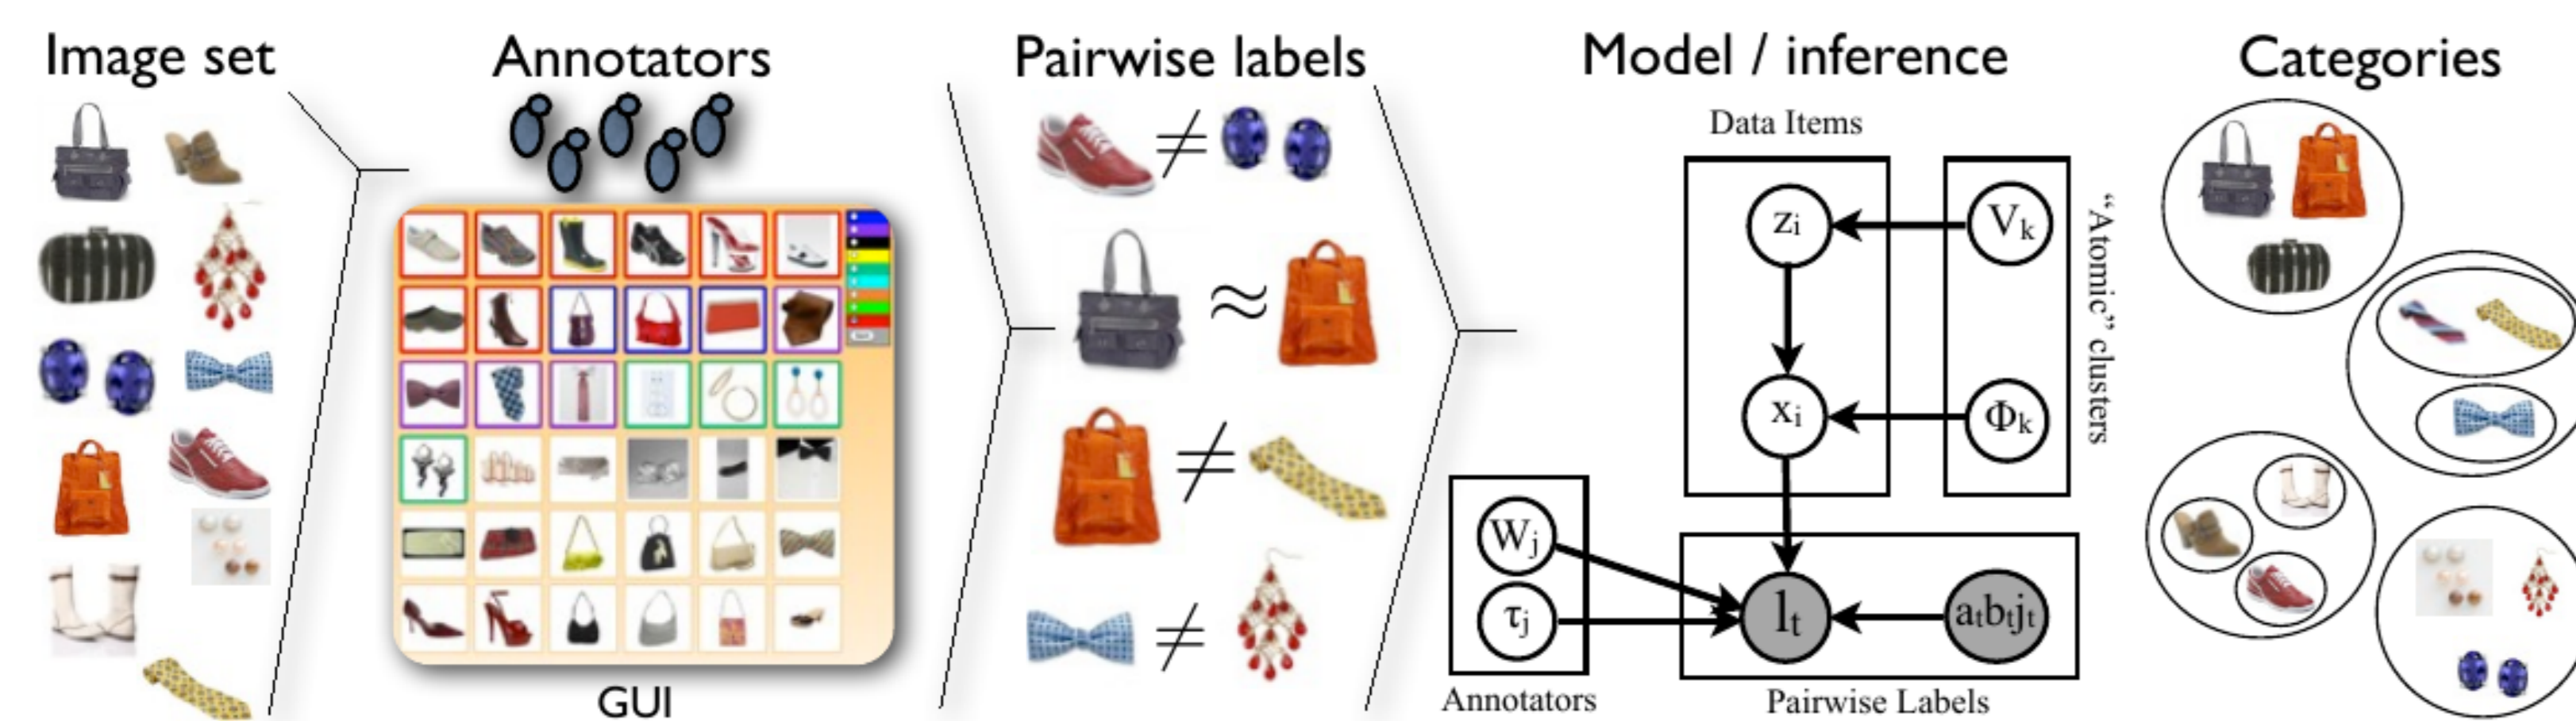 Image set
Annotators
GUI
Pairwise labels
≠
≈
≠
≠
Model / inference
Data Items
zᵢ
Vₖ
xᵢ
Φₖ
"Atomic" clusters
Wⱼ
τⱼ
lₜ
aₜbₜjₜ
Annotators
Pairwise Labels
Categories